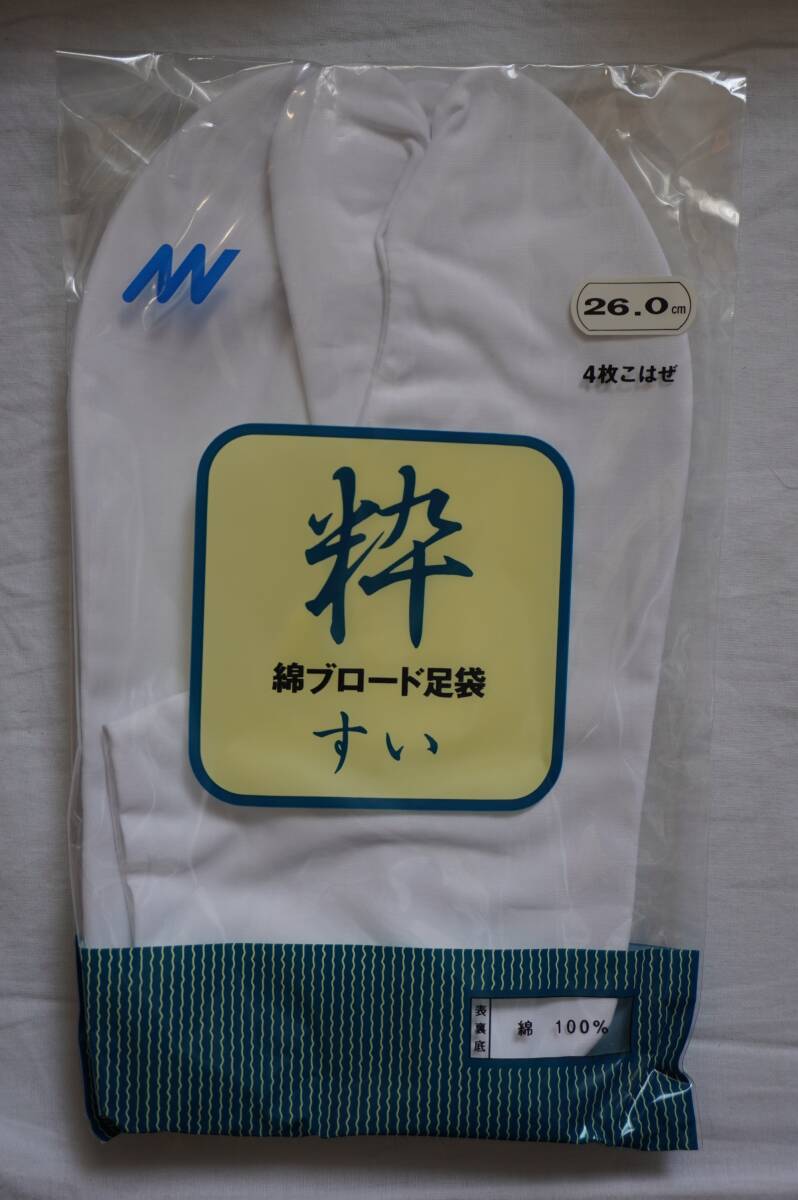 26.0cm
4枚こはぜ
粋
綿ブロード足袋
すい
表
裏
底
綿 100%